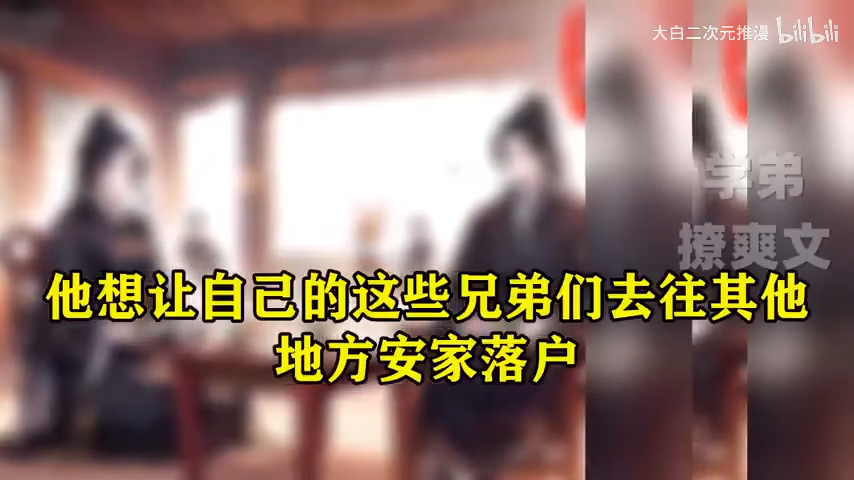 大白二次元推漫 bilibili
学弟
撩爽文
他想让自己的这些兄弟们去往其他
地方安家落户